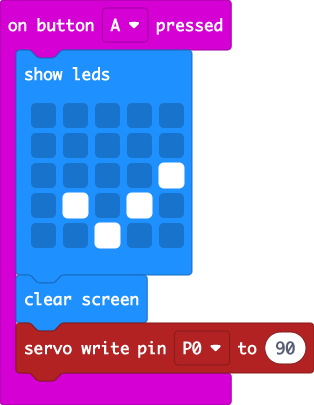 on button A pressed
show leds
clear screen
servo write pin P0 to 90